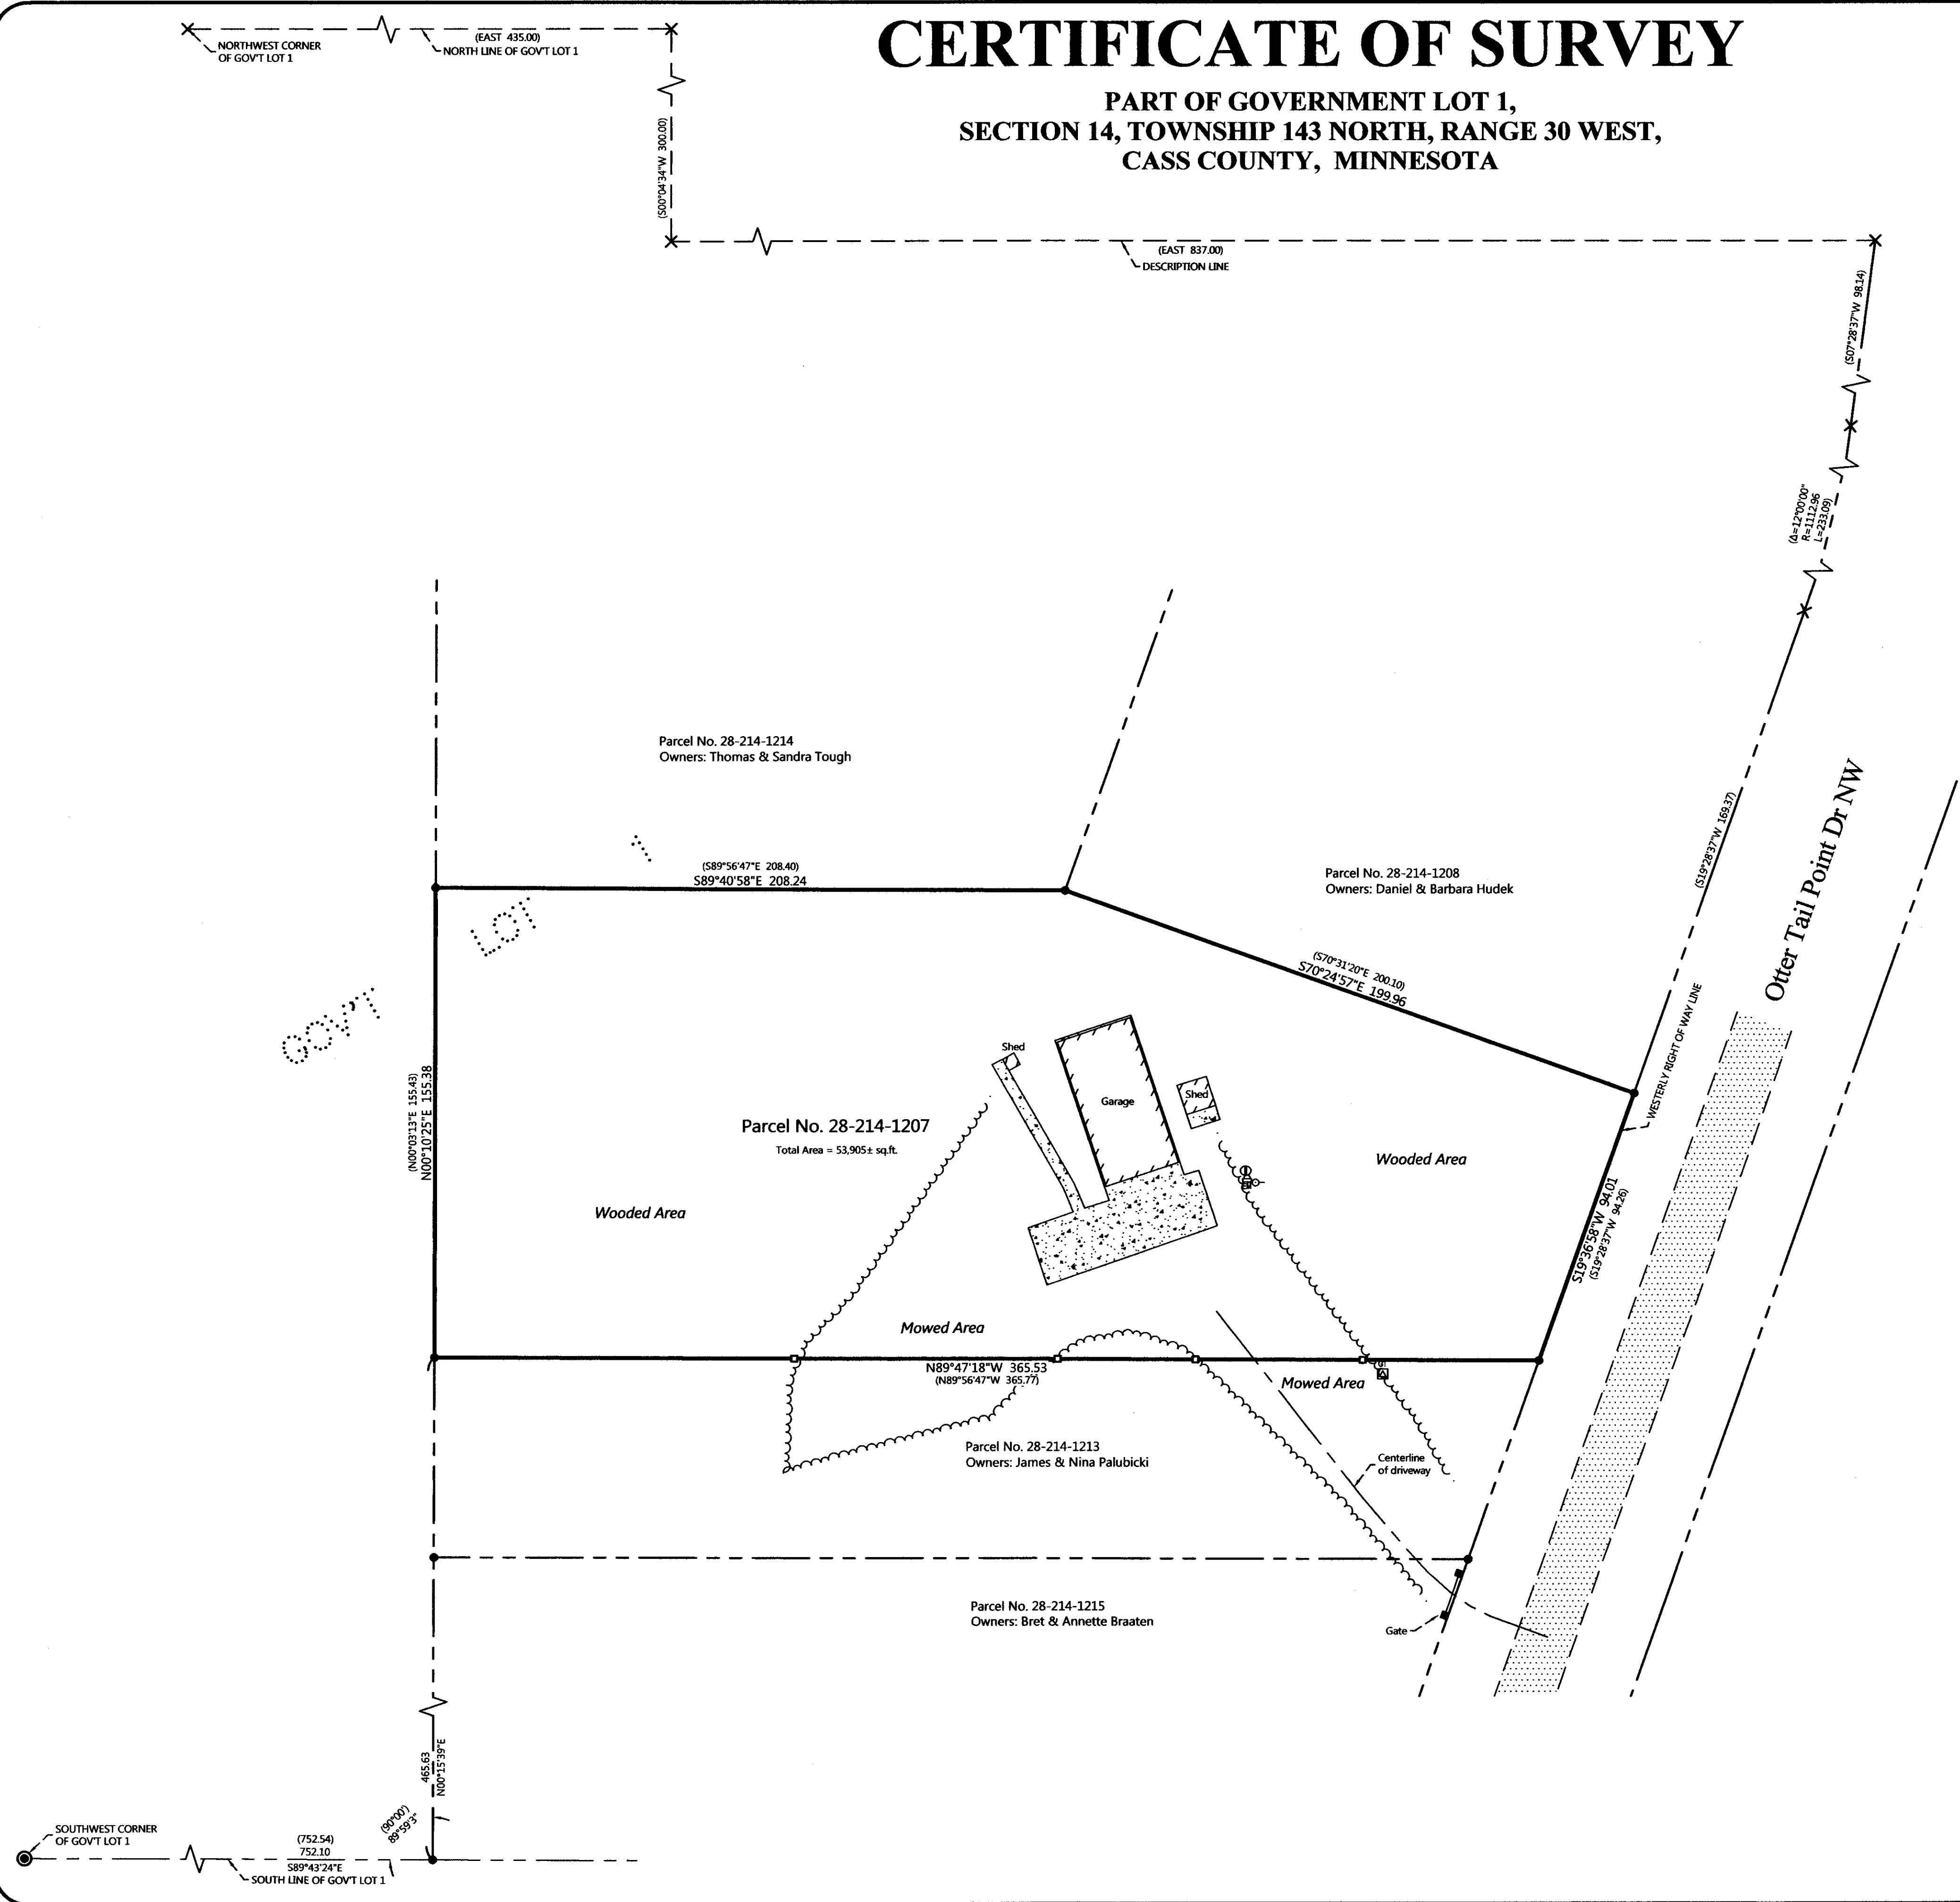 CERTIFICATE OF SURVEY
PART OF GOVERNMENT LOT 1,
SECTION 14, TOWNSHIP 143 NORTH, RANGE 30 WEST,
CASS COUNTY, MINNESOTA
NORTHWEST CORNER
OF GOV'T LOT 1
(EAST 435.00)
NORTH LINE OF GOV'T LOT 1
(S00°04'34"W 300.00)
(EAST 837.00)
DESCRIPTION LINE
(S07°28'37"W 98.14)
(Δ=12°00'00"
R=1112.96
L=233.09)
(S19°28'37"W 169.37)
Otter Tail Point Dr NW
WESTERLY RIGHT OF WAY LINE
Parcel No. 28-214-1214
Owners: Thomas & Sandra Tough
Parcel No. 28-214-1208
Owners: Daniel & Barbara Hudek
GOV'T
LOT
1
(S89°56'47"E 208.40)
S89°40'58"E 208.24
(S70°31'20"E 200.10)
S70°24'57"E 199.96
(N00°03'13"E 155.43)
N00°10'25"E 155.38
Shed
Garage
Shed
Parcel No. 28-214-1207
Total Area = 53,905± sq.ft.
Wooded Area
Wooded Area
S19°36'58"W 94.01
(S19°28'37"W 94.26)
Mowed Area
N89°47'18"W 365.53
(N89°56'47"W 365.77)
Mowed Area
Parcel No. 28-214-1213
Owners: James & Nina Palubicki
Centerline
of driveway
Parcel No. 28-214-1215
Owners: Bret & Annette Braaten
Gate
465.63
N00°15'39"E
(90°00')
89°59'3"
SOUTHWEST CORNER
OF GOV'T LOT 1
(752.54)
752.10
S89°43'24"E
SOUTH LINE OF GOV'T LOT 1